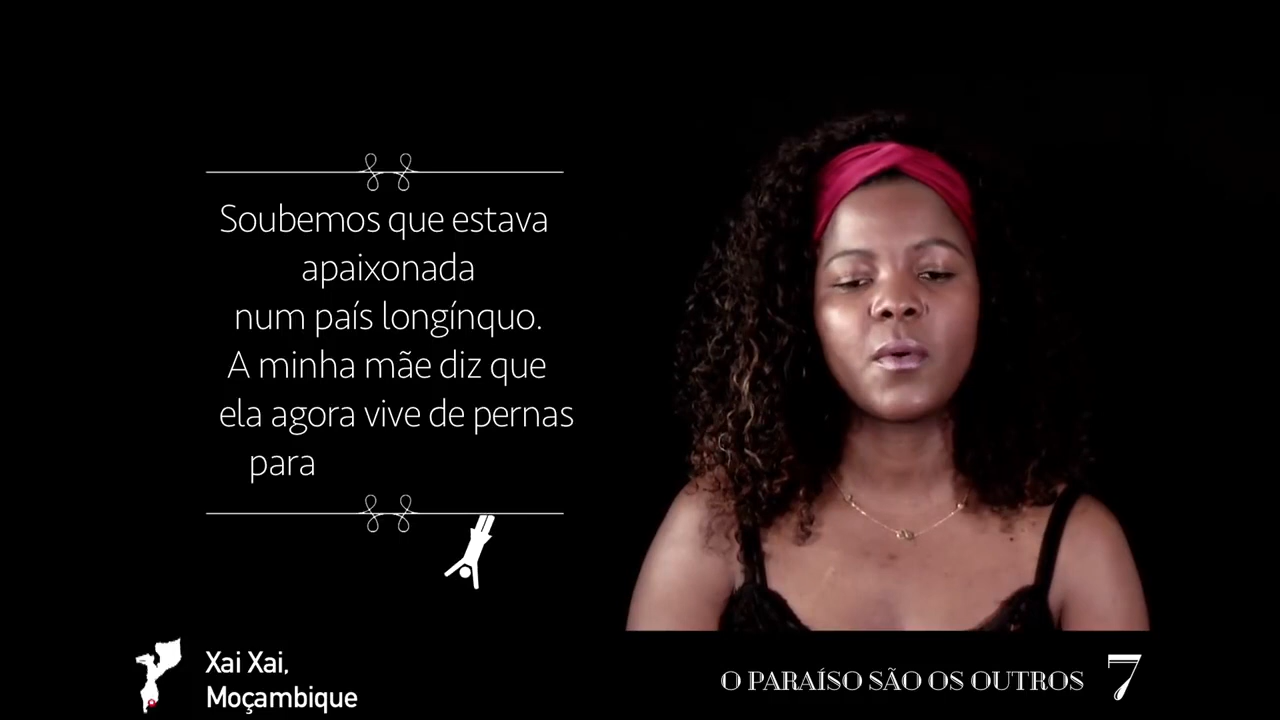 Soubemos que estava
apaixonada
num país longínquo.
A minha mãe diz que
ela agora vive de pernas
para
Xai Xai,
Moçambique
O PARAÍSO SÃO OS OUTROS 7